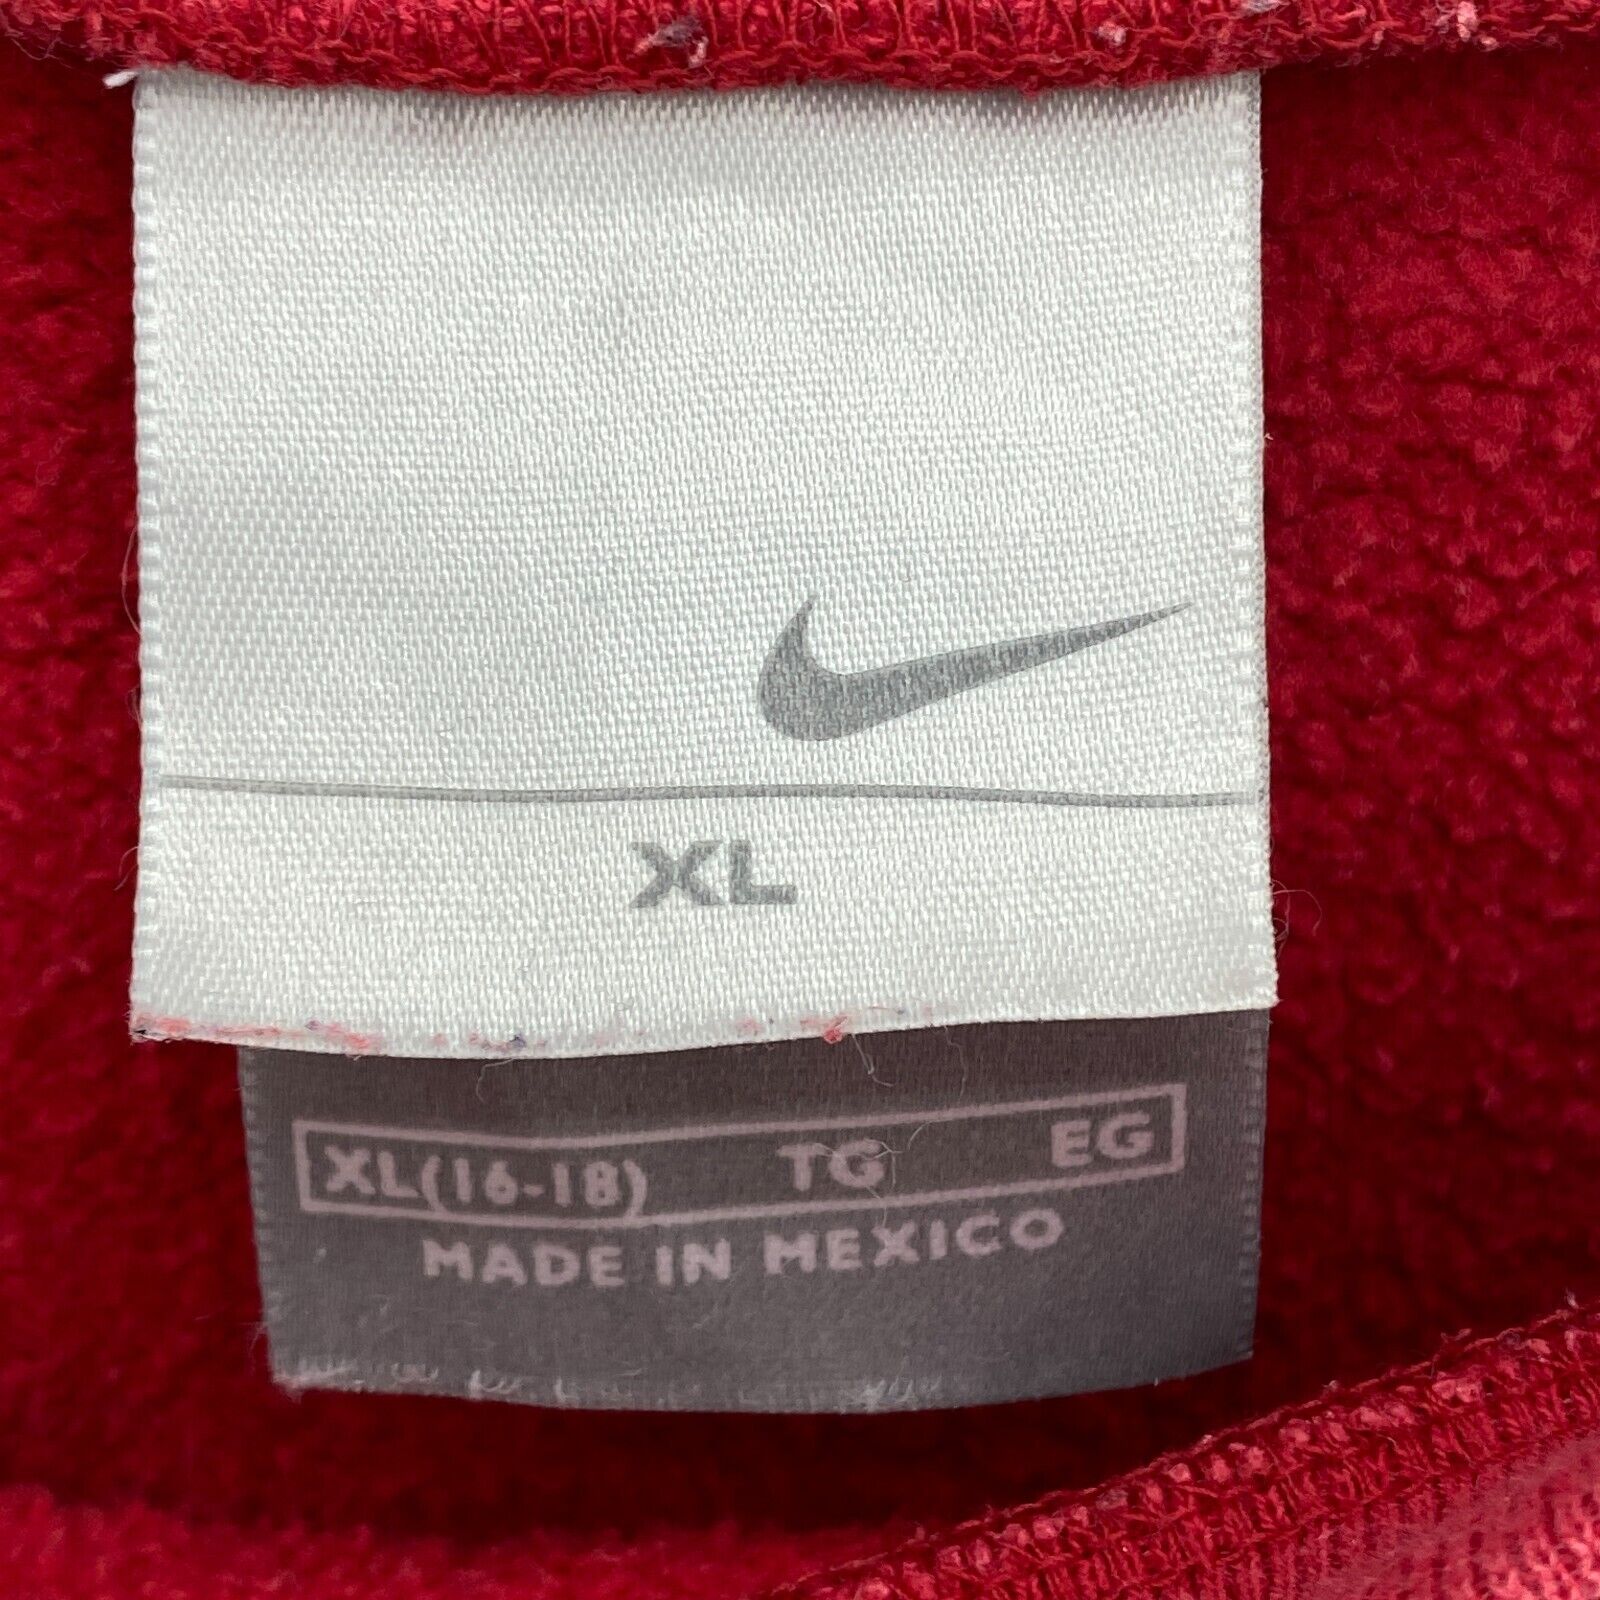 XL
XL(16-18) TG EG
MADE IN MEXICO